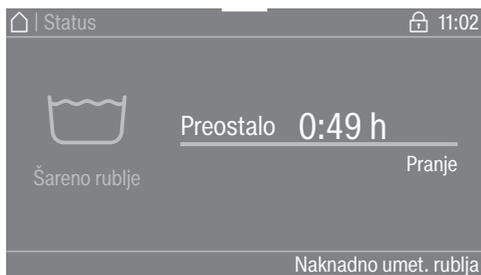 | Status
11:02
Preostalo 0:49 h
Pranje
Šareno rublje
Naknadno umet. rublja